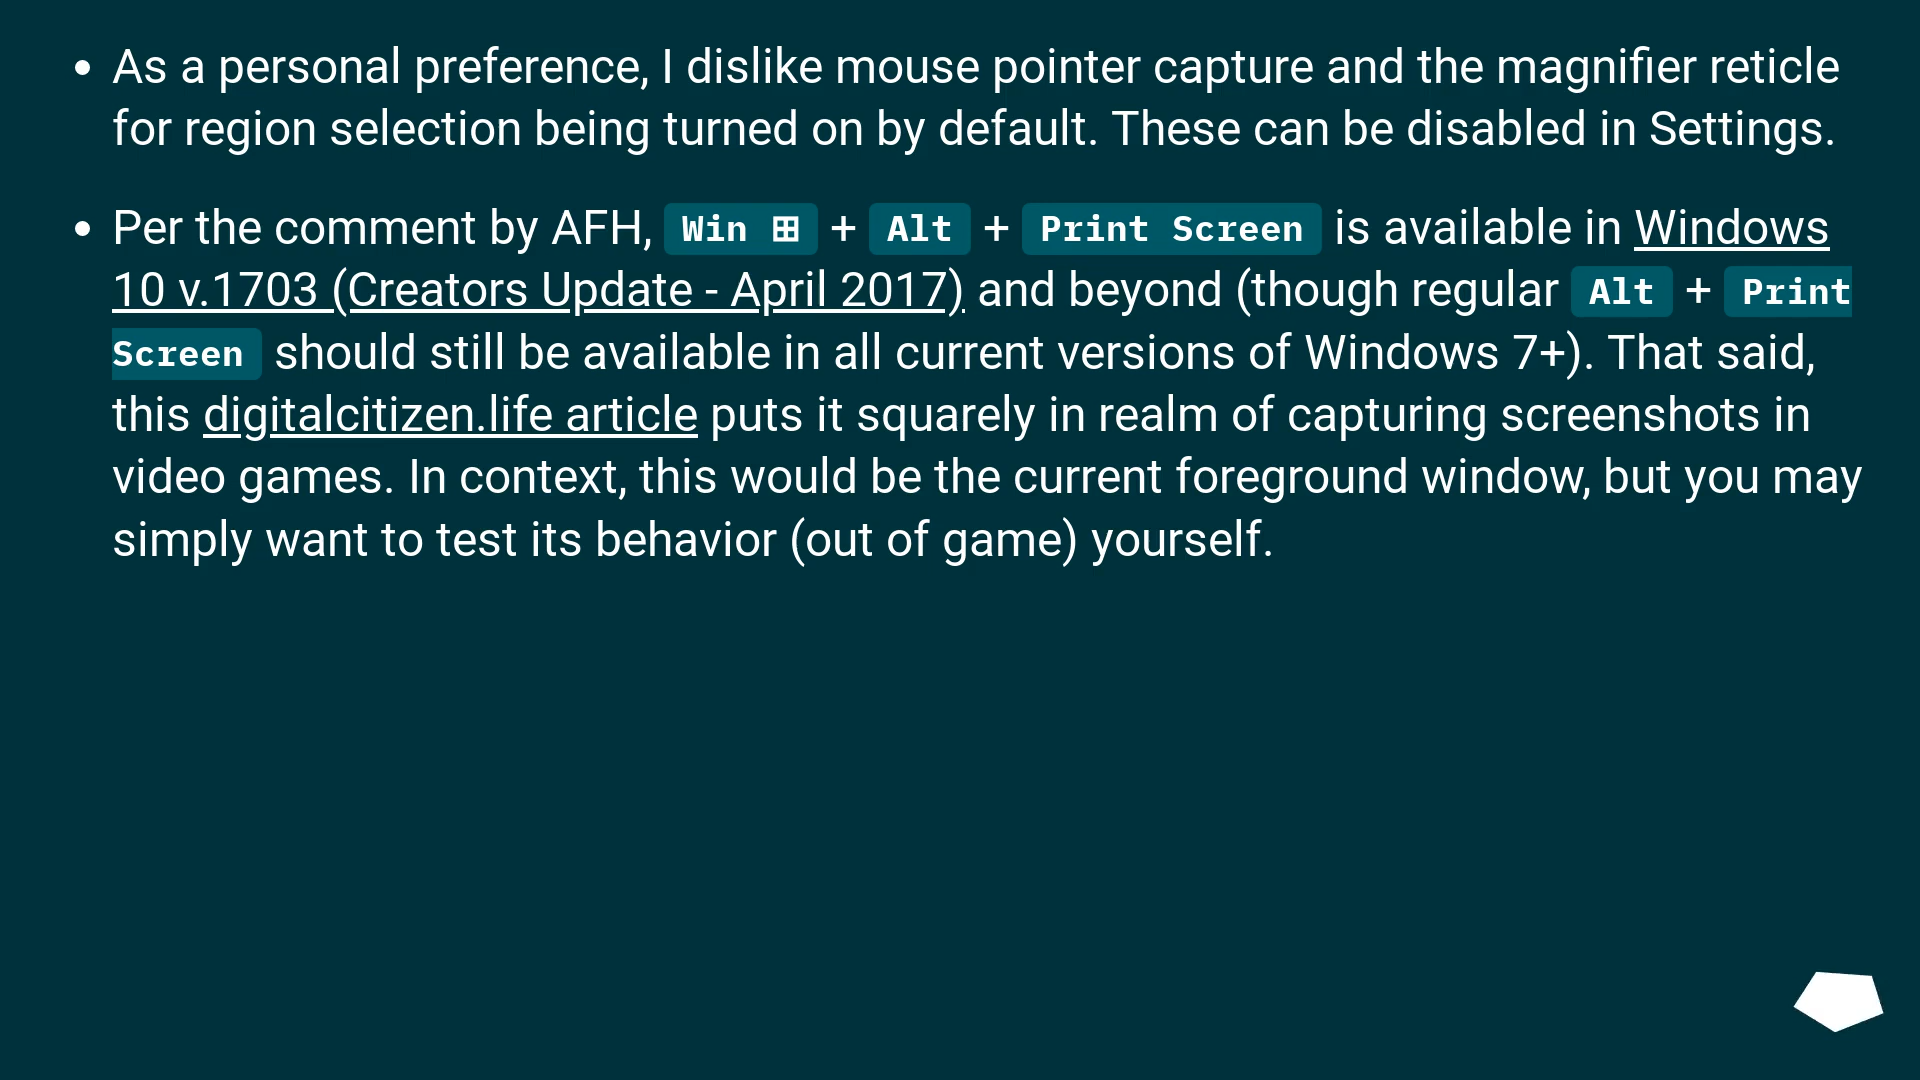 • As a personal preference, I dislike mouse pointer capture and the magnifier reticle
for region selection being turned on by default. These can be disabled in Settings.
• Per the comment by AFH, Win ⊞ + Alt + Print Screen is available in Windows
10 v.1703 (Creators Update - April 2017) and beyond (though regular Alt + Print
Screen should still be available in all current versions of Windows 7+). That said,
this digitalcitizen.life article puts it squarely in realm of capturing screenshots in
video games. In context, this would be the current foreground window, but you may
simply want to test its behavior (out of game) yourself.